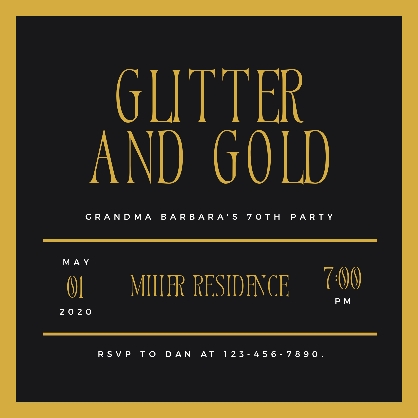 GLITTER
AND GOLD
GRANDMA BARBARA'S 70TH PARTY
MAY
01
2020
MILLER RESIDENCE
7:00
PM
RSVP TO DAN AT 123-456-7890.